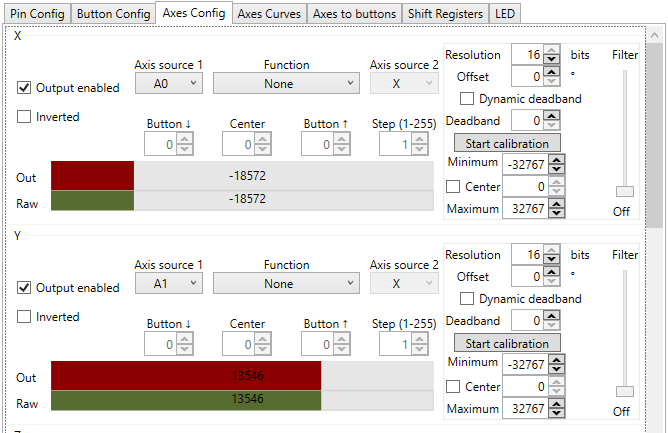 Pin Config Button Config Axes Config Axes Curves Axes to buttons Shift Registers LED
X
Axis source 1 Function Axis source 2 Resolution 16 bits Filter
Output enabled A0 None X Offset 0 °
Dynamic deadband
Inverted Button ↓ Center Button ↑ Step (1-255) Deadband 0
0 0 0 1 Start calibration
Minimum -32767
Out -18572 Center 0
Raw -18572 Maximum 32767 Off
Y
Axis source 1 Function Axis source 2 Resolution 16 bits Filter
Output enabled A1 None X Offset 0 °
Dynamic deadband
Inverted Button ↓ Center Button ↑ Step (1-255) Deadband 0
0 0 0 1 Start calibration
Minimum -32767
Out 13546 Center 0
Raw 13546 Maximum 32767 Off